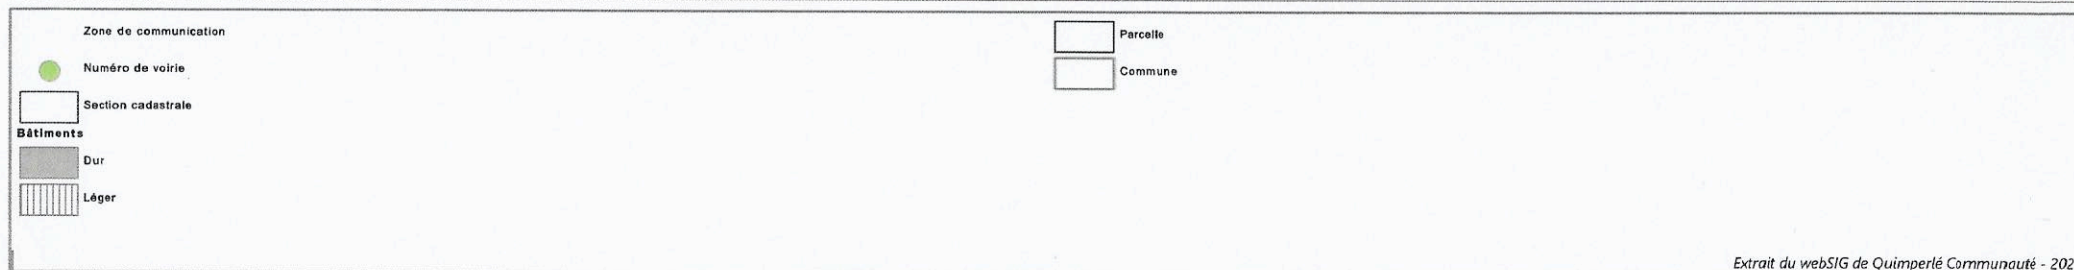 Zone de communication
Numéro de voirie
Section cadastrale
Bâtiments
Dur
Léger
Parcelle
Commune
Extrait du webSIG de Quimperlé Communauté - 202